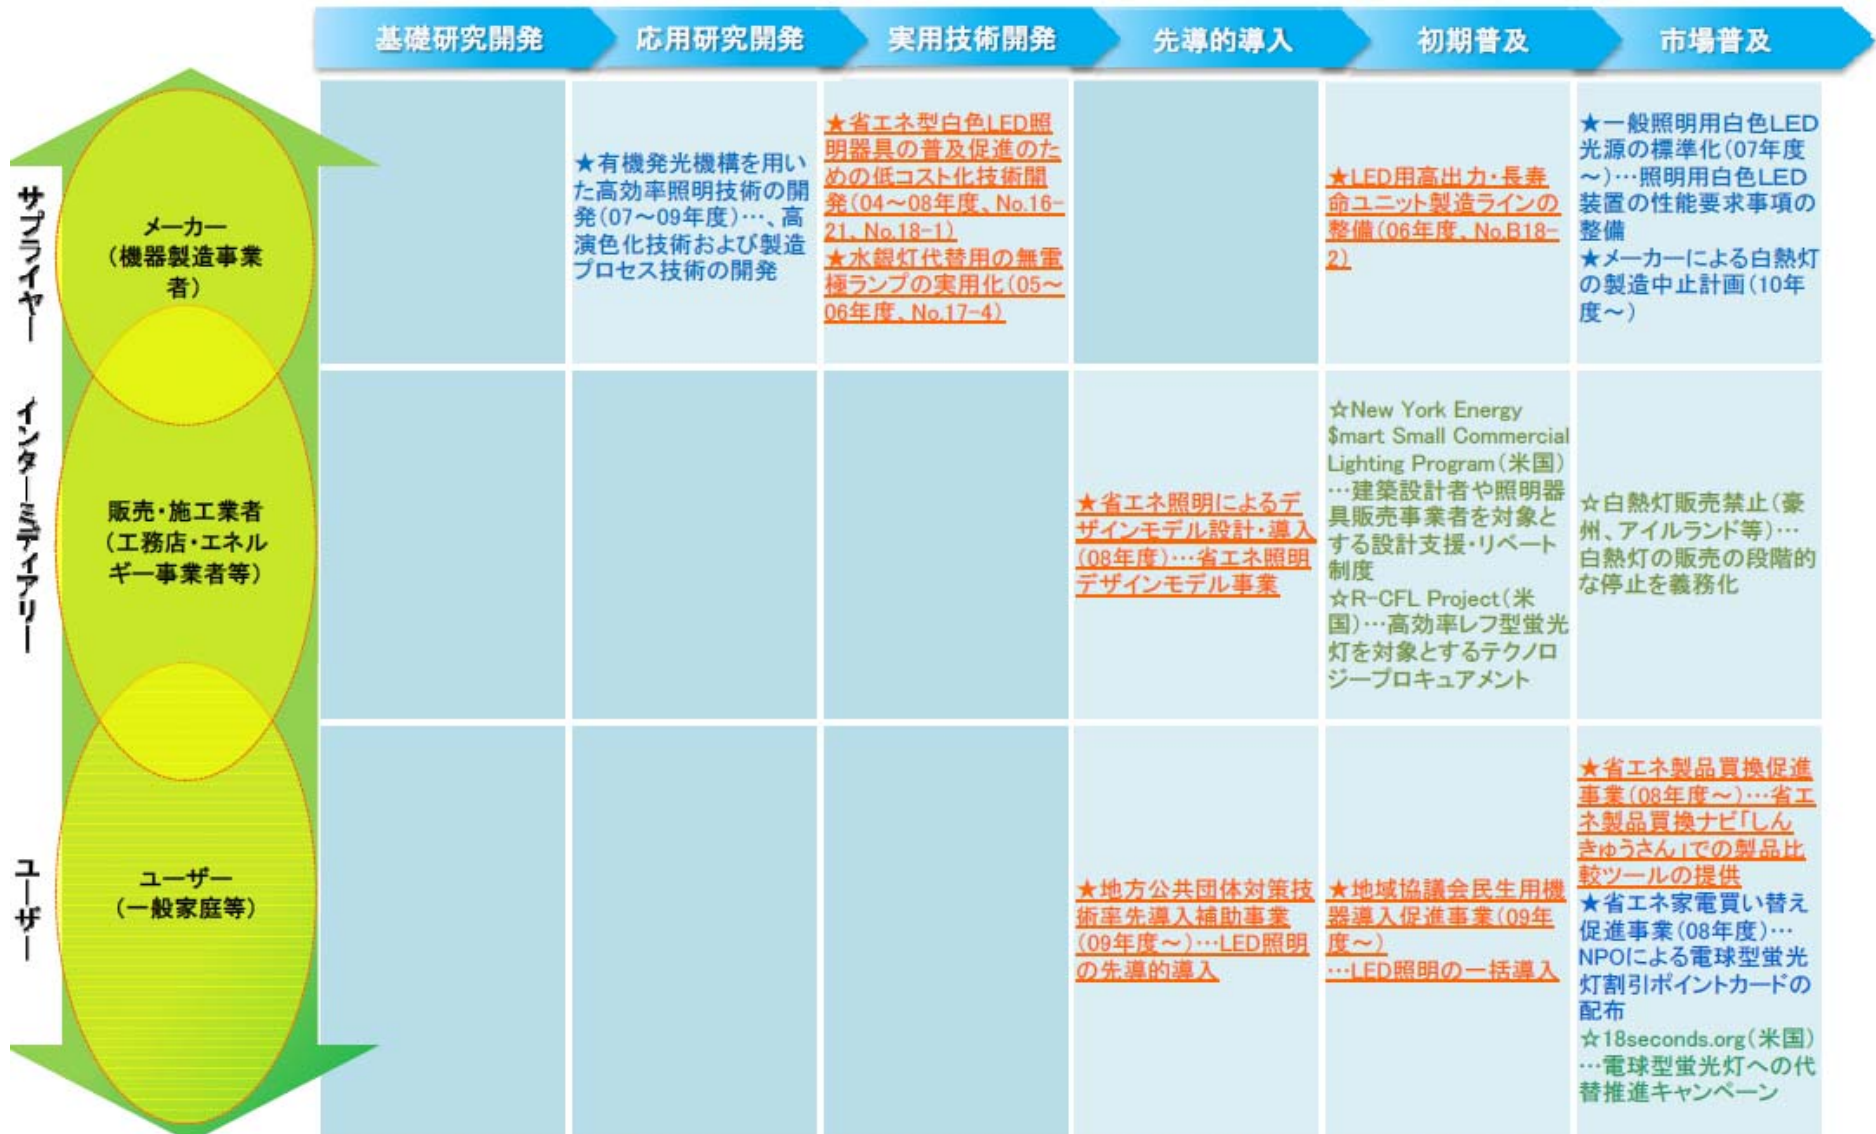 基礎研究開発
応用研究開発
実用技術開発
先導的導入
初期普及
市場普及
サプライヤー
メーカー
（機器製造事業
者）
★有機発光機構を用い
た高効率照明技術の開
発(07～09年度)…、高
演色化技術および製造
プロセス技術の開発
★省エネ型白色LED照
明器具の普及促進のた
めの低コスト化技術開
発(04～08年度、No.16-
21、No.18-1)
★水銀灯代替用の無電
極ランプの実用化(05～
06年度、No.17-4)
★LED用高出力・長寿
命ユニット製造ラインの
整備(06年度、No.B18-
2)
★一般照明用白色LED
光源の標準化(07年度
～)…照明用白色LED
装置の性能要求事項の
整備
★メーカーによる白熱灯
の製造中止計画(10年
度～)
インターミディアリー
販売・施工業者
（工務店・エネル
ギー事業者等）
★省エネ照明によるデ
ザインモデル設計・導入
(08年度)…省エネ照明
デザインモデル事業
☆New York Energy
$mart Small Commercial
Lighting Program(米国)
…建築設計者や照明器
具販売事業者を対象と
する設計支援・リベート
制度
☆R-CFL Project(米
国)…高効率レフ型蛍光
灯を対象とするテクノロ
ジープロキュアメント
☆白熱灯販売禁止(豪
州、アイルランド等)…
白熱灯の販売の段階的
な停止を義務化
ユーザー
ユーザー
（一般家庭等）
★地方公共団体対策技
術率先導入補助事業
(09年度～)…LED照明
の先導的導入
★地域協議会民生用機
器導入促進事業(09年
度～)
…LED照明の一括導入
★省エネ製品買換促進
事業(08年度～)…省エ
ネ製品買換ナビ「しん
きゅうさん」での製品比
較ツールの提供
★省エネ家電買い替え
促進事業(08年度)…
NPOによる電球型蛍光
灯割引ポイントカードの
配布
☆18seconds.org(米国)
…電球型蛍光灯への代
替推進キャンペーン